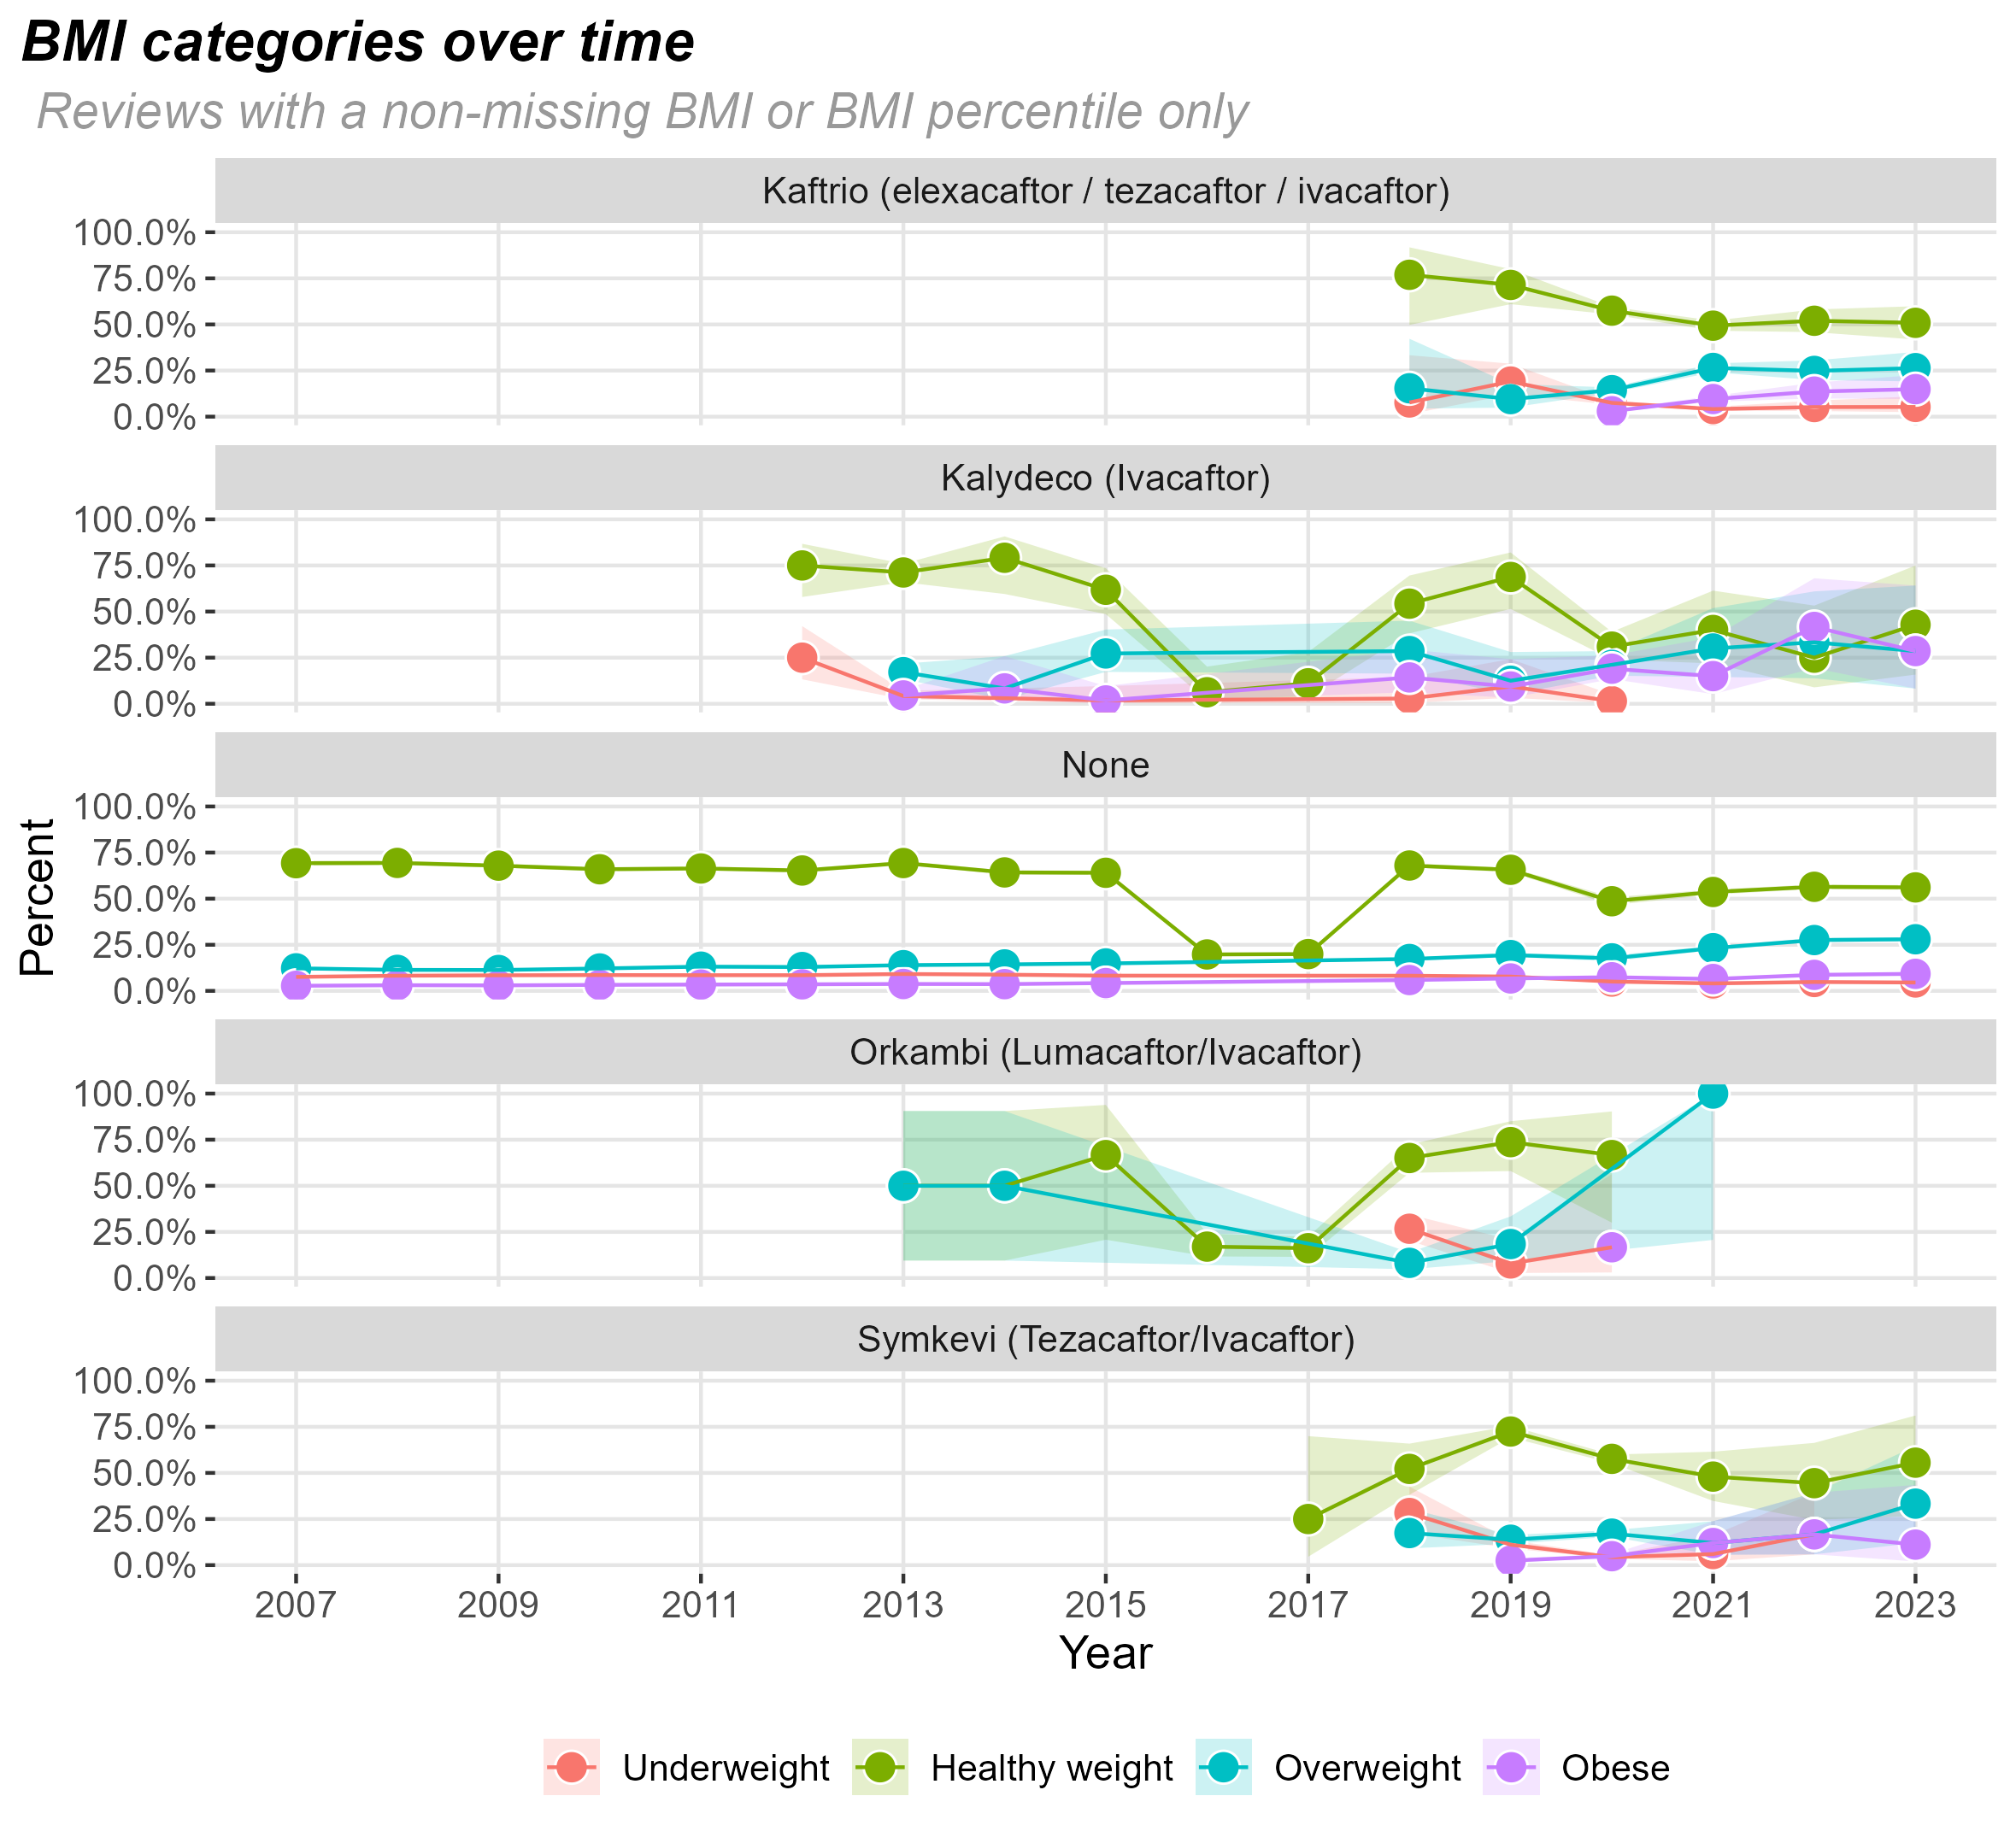 BMI categories over time
Reviews with a non-missing BMI or BMI percentile only
Kaftrio (elexacaftor / tezacaftor / ivacaftor)
100.0%
75.0%
50.0%
25.0%
0.0%
Kalydeco (Ivacaftor)
100.0%
75.0%
50.0%
25.0%
0.0%
None
100.0%
75.0%
50.0%
25.0%
0.0%
Percent
Orkambi (Lumacaftor/Ivacaftor)
100.0%
75.0%
50.0%
25.0%
0.0%
Symkevi (Tezacaftor/Ivacaftor)
100.0%
75.0%
50.0%
25.0%
0.0%
2007 2009 2011 2013 2015 2017 2019 2021 2023
Year
Underweight Healthy weight Overweight Obese